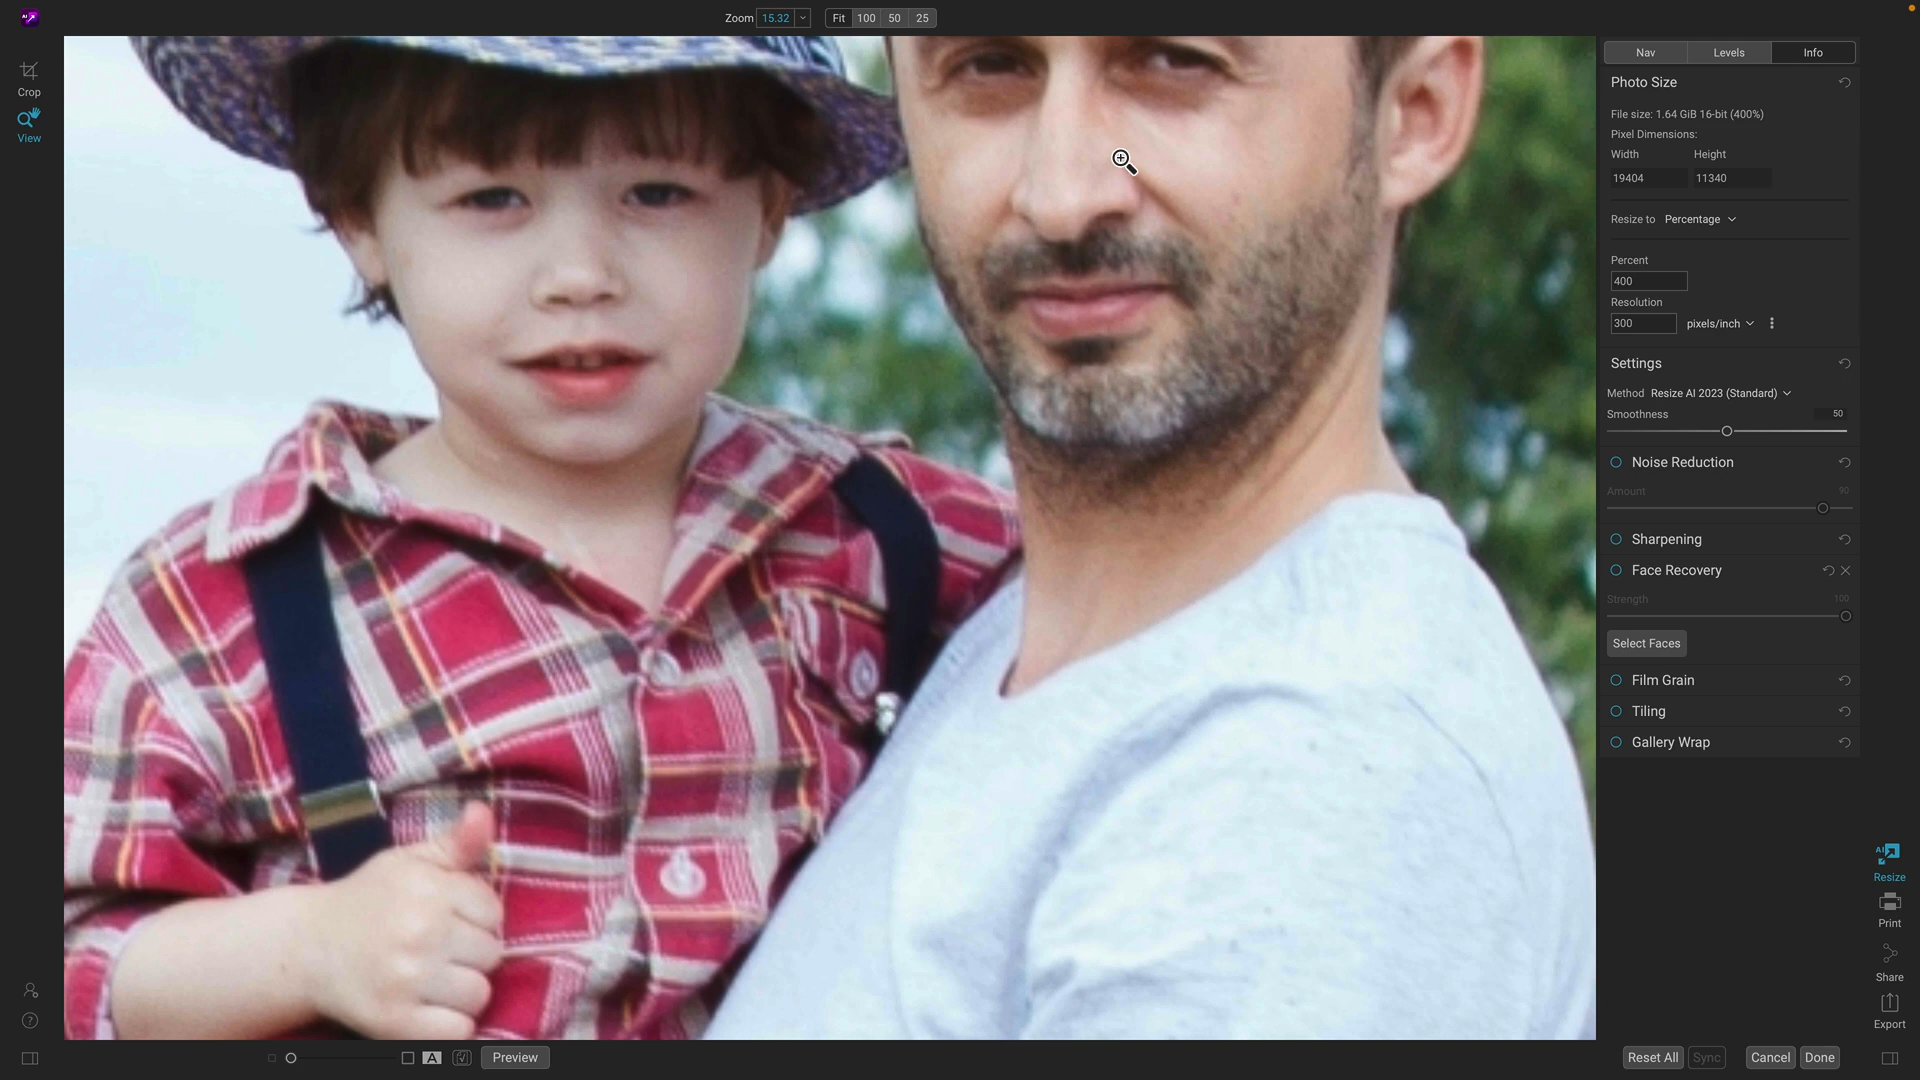 AI
Zoom 15.32 Fit 100 50 25
Crop
View
Nav Levels Info
Photo Size
File size: 1.64 GiB 16-bit (400%)
Pixel Dimensions:
Width Height
19404 11340
Resize to Percentage
Percent
400
Resolution
300 pixels/inch
Settings
Method Resize AI 2023 (Standard)
Smoothness 50
Noise Reduction
Amount 90
Sharpening
Face Recovery
Strength 100
Select Faces
Film Grain
Tiling
Gallery Wrap
AI
Resize
Print
Share
Export
?
A Preview
Reset All Sync Cancel Done